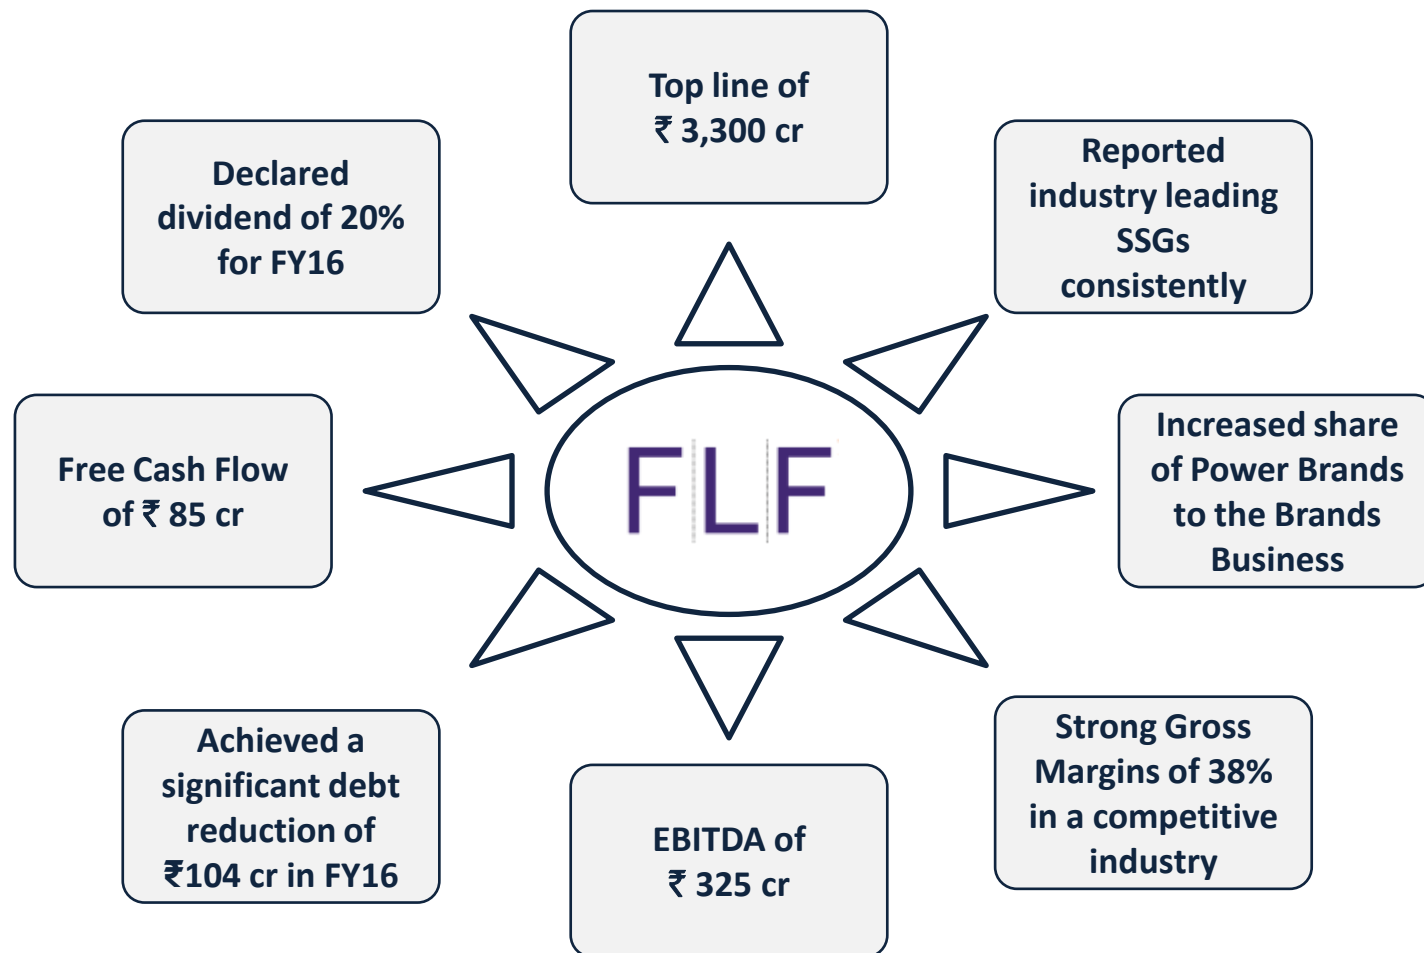 Top line of
₹ 3,300 cr
Reported
industry leading
SSGs
consistently
Increased share
of Power Brands
to the Brands
Business
Strong Gross
Margins of 38%
in a competitive
industry
EBITDA of
₹ 325 cr
Achieved a
significant debt
reduction of
₹104 cr in FY16
Free Cash Flow
of ₹ 85 cr
Declared
dividend of 20%
for FY16
FLF